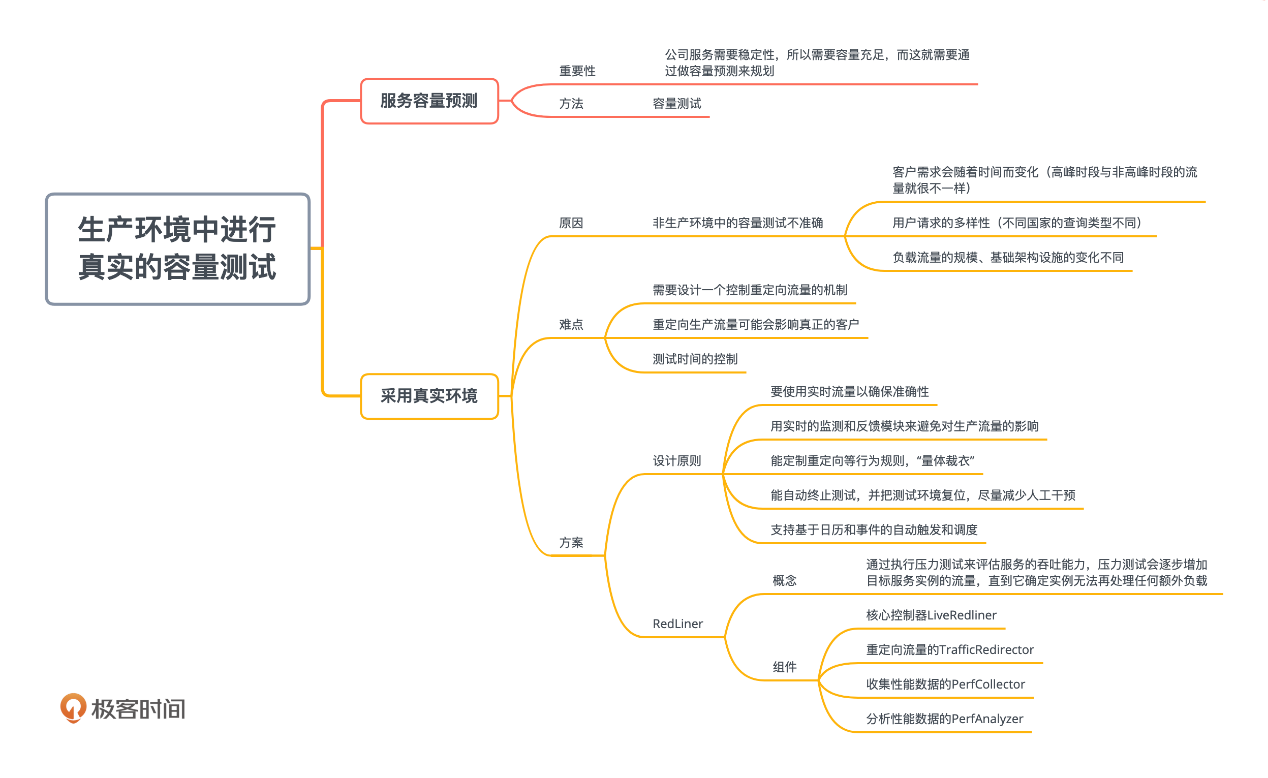 生产环境中进行
真实的容量测试
服务容量预测
重要性
公司服务需要稳定性，所以需要容量充足，而这就需要通
过做容量预测来规划
方法
容量测试
采用真实环境
原因
非生产环境中的容量测试不准确
客户需求会随着时间而变化（高峰时段与非高峰时段的流
量就很不一样）
用户请求的多样性（不同国家的查询类型不同）
负载流量的规模、基础架构设施的变化不同
难点
需要设计一个控制重定向流量的机制
重定向生产流量可能会影响真正的客户
测试时间的控制
方案
设计原则
要使用实时流量以确保准确性
用实时的监测和反馈模块来避免对生产流量的影响
能定制重定向等行为规则，“量体裁衣”
能自动终止测试，并把测试环境复位，尽量减少人工干预
支持基于日历和事件的自动触发和调度
RedLiner
概念
通过执行压力测试来评估服务的吞吐能力，压力测试会逐步增加
目标服务实例的流量，直到它确定实例无法再处理任何额外负载
组件
核心控制器LiveRedliner
重定向流量的TrafficRedirector
收集性能数据的PerfCollector
分析性能数据的PerfAnalyzer
极客时间